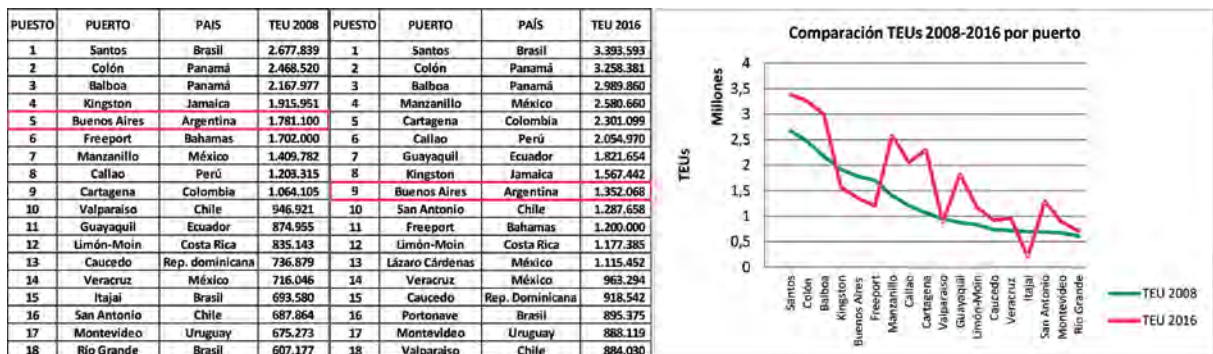 PUESTO PUERTO PAIS TEU 2008 PUESTO PUERTO PAÍS TEU 2016
1 Santos Brasil 2.677.839 1 Santos Brasil 3.393.593
2 Colón Panamá 2.468.520 2 Colón Panamá 3.258.381
3 Balboa Panamá 2.167.977 3 Balboa Panamá 2.989.860
4 Kingston Jamaica 1.915.951 4 Manzanillo México 2.580.660
5 Buenos Aires Argentina 1.781.100 5 Cartagena Colombia 2.301.099
6 Freeport Bahamas 1.702.000 6 Callao Perú 2.054.970
7 Manzanillo México 1.409.782 7 Guayaquil Ecuador 1.821.654
8 Callao Perú 1.203.315 8 Kingston Jamaica 1.567.442
9 Cartagena Colombia 1.064.105 9 Buenos Aires Argentina 1.352.068
10 Valparaiso Chile 946.921 10 San Antonio Chile 1.287.658
11 Guayaquil Ecuador 874.955 11 Freeport Bahamas 1.200.000
12 Limón-Moin Costa Rica 835.143 12 Limón-Moin Costa Rica 1.177.385
13 Caucedo Rep. dominicana 736.879 13 Lázaro Cárdenas México 1.115.452
14 Veracruz México 716.046 14 Veracruz México 963.294
15 Itajai Brasil 693.580 15 Caucedo Rep. Dominicana 918.542
16 San Antonio Chile 687.864 16 Portonave Brasil 895.375
17 Montevideo Uruguay 675.273 17 Montevideo Uruguay 888.119
18 Río Grande Brasil 607.177 18 Valparaiso Chile 884.030
Comparación TEUs 2008-2016 por puerto
TEUs
Millones
4
3,5
3
2,5
2
1,5
1
0,5
0
Santos
Colón
Balboa
Kingston
Buenos Aires
Freeport
Manzanillo
Callao
Cartagena
Valparaiso
Guayaquil
Limón-Moin
Caucedo
Veracruz
Itajai
San Antonio
Montevideo
Río Grande
TEU 2008
TEU 2016